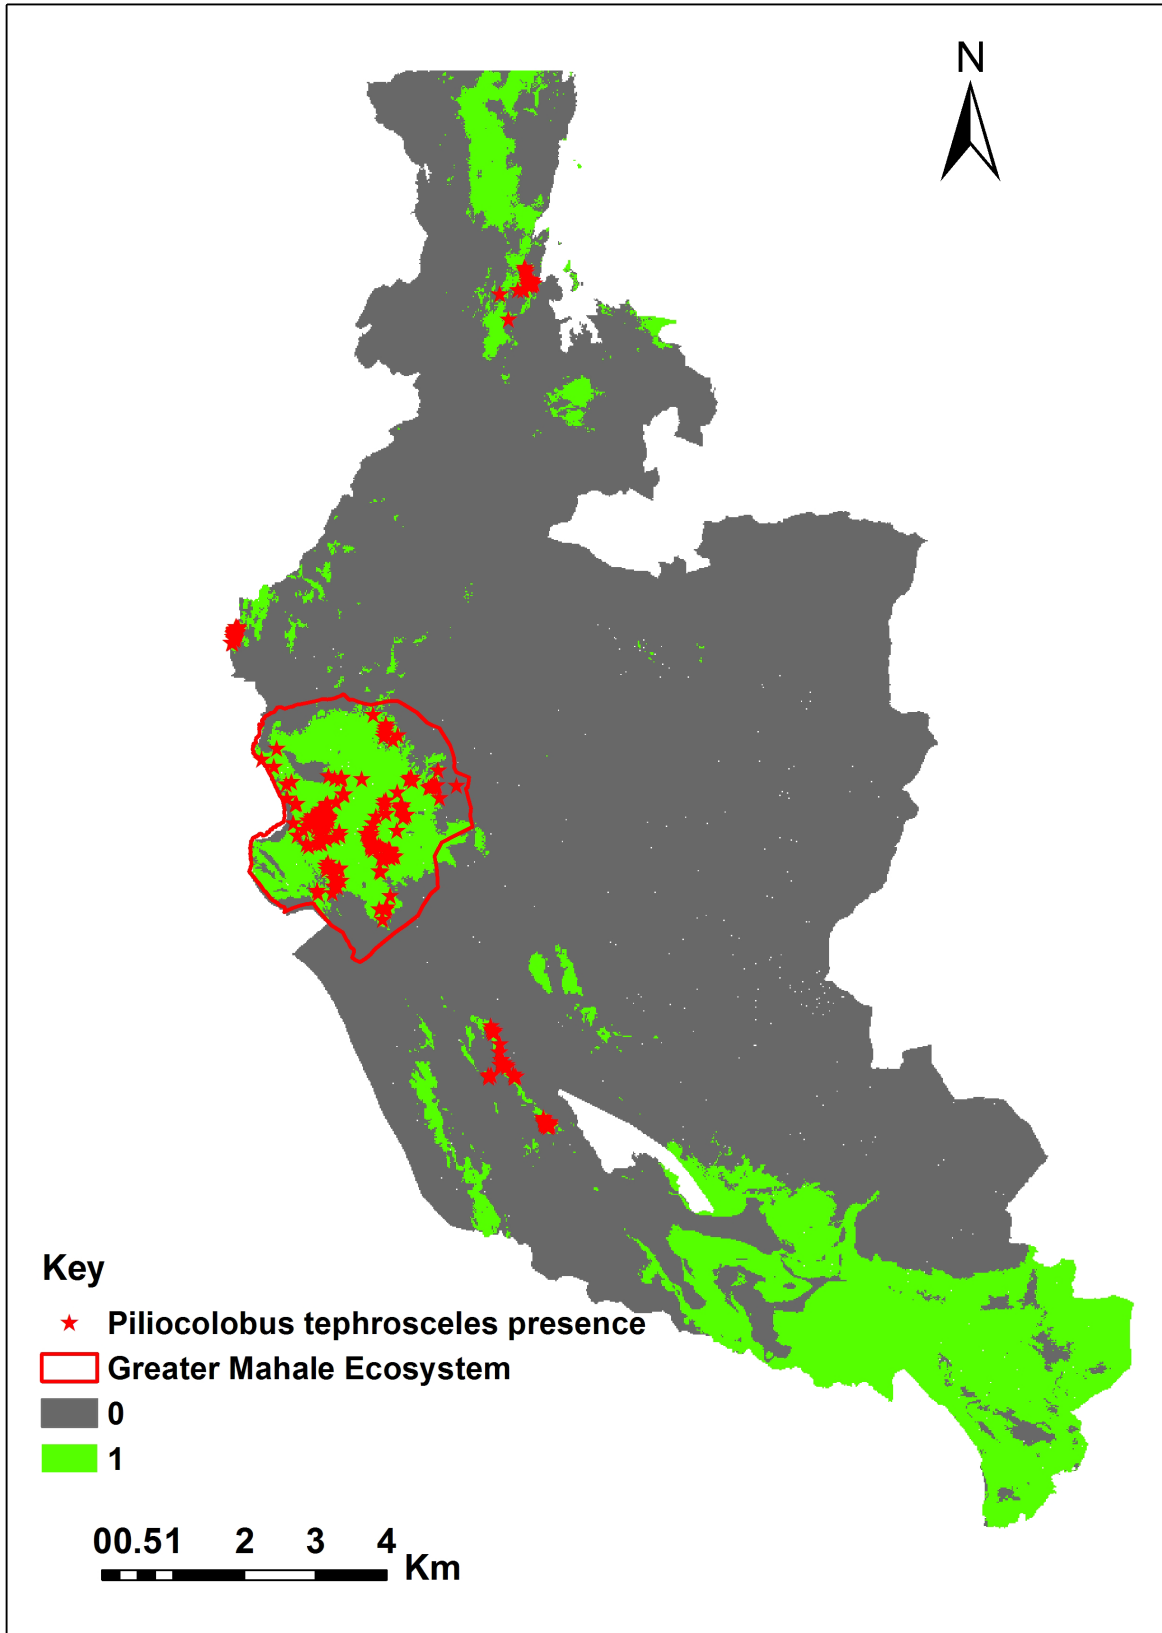 N
Key
Piliocolobus tephrosceles presence
Greater Mahale Ecosystem
0
1
00.51 2 3 4
Km